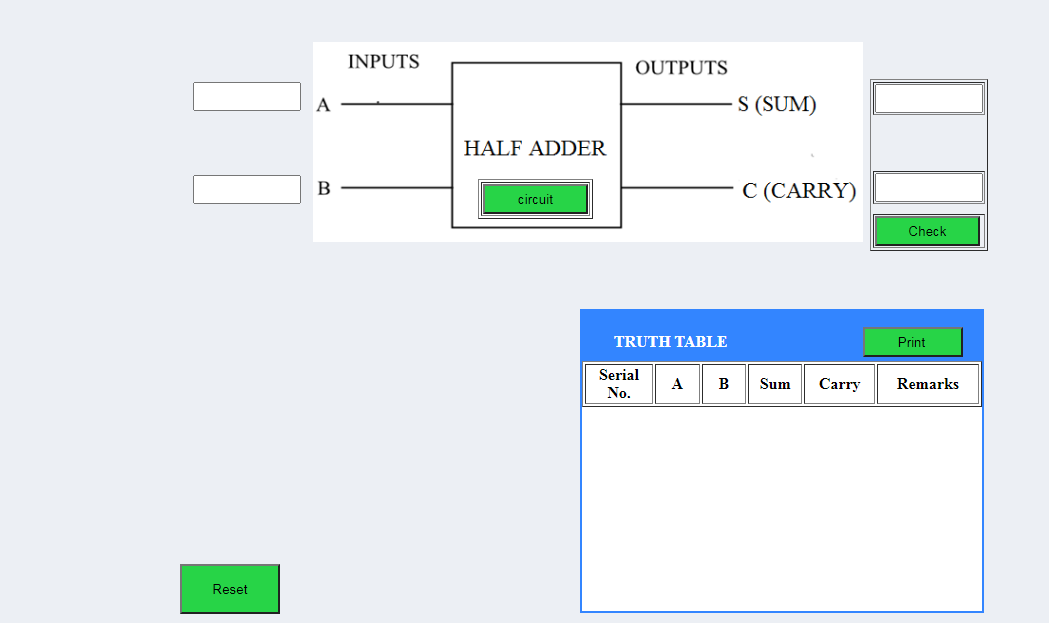 INPUTS
OUTPUTS
A
S (SUM)
HALF ADDER
B
C (CARRY)
circuit
Check
TRUTH TABLE
Print
Serial
No.
A
B
Sum
Carry
Remarks
Reset